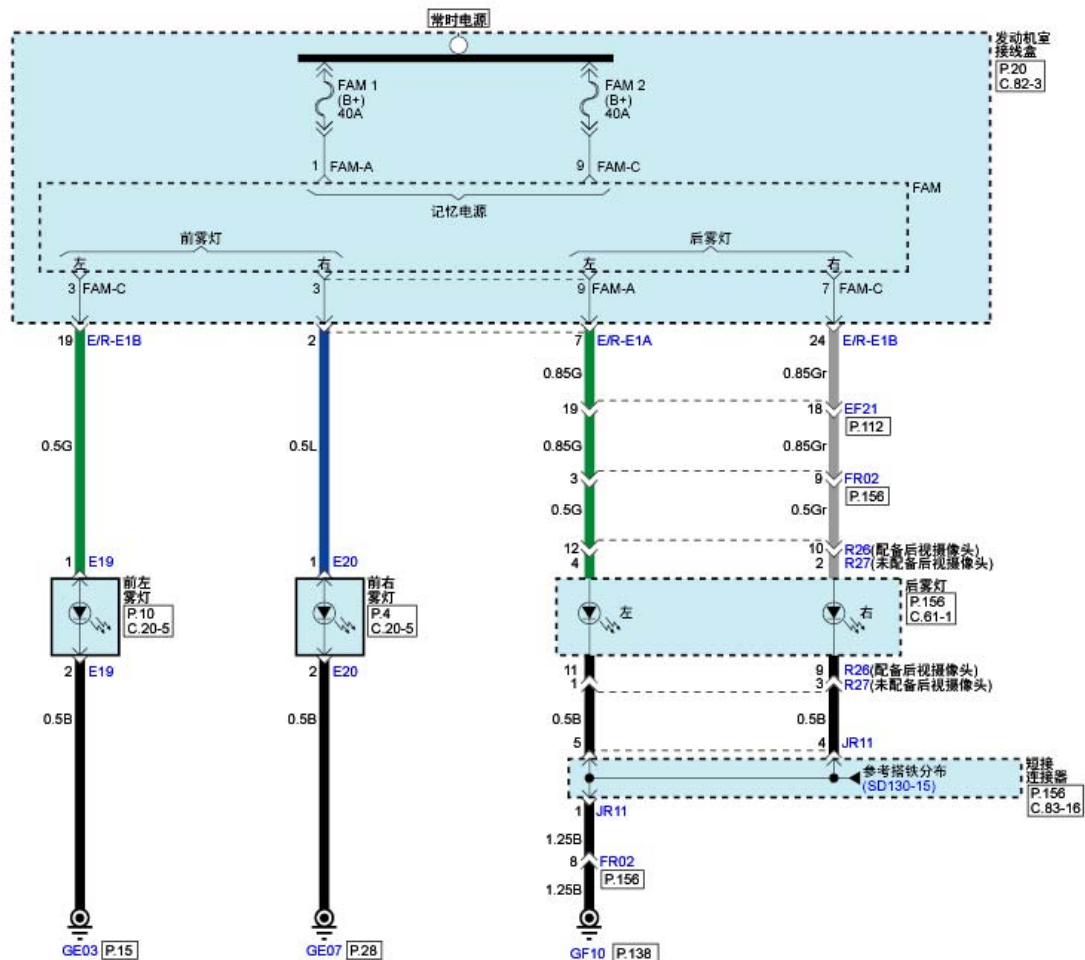 常时电源
发动机室
接线盒
P.20
C.82-3
FAM 1
(B+)
40A
FAM 2
(B+)
40A
1 FAM-A
9 FAM-C
FAM
记忆电源
前雾灯
后雾灯
左
右
左
右
3 FAM-C
3
9 FAM-A
7 FAM-C
19 E/R-E1B
2
7 E/R-E1A
24 E/R-E1B
0.85G
0.85Gr
19
18 EF21
P.112
0.5G
0.5L
0.85G
0.85Gr
3
9 FR02
P.156
0.5G
0.5Gr
12
10 R26(配备后视摄像头)
1 E19
1 E20
4
2 R27(未配备后视摄像头)
前左
雾灯
P.10
C.20-5
前右
雾灯
P.4
C.20-5
左
右
后雾灯
P.156
C.61-1
2 E19
2 E20
11
9 R26(配备后视摄像头)
1
3 R27(未配备后视摄像头)
0.5B
0.5B
0.5B
0.5B
5
4 JR11
参考搭铁分布
(SD130-15)
短接
连接器
P.156
C.83-16
1 JR11
1.25B
8 FR02
P.156
1.25B
GE03 P.15
GE07 P.28
GF10 P.138